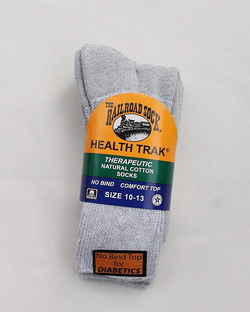 THE
RAILROAD SOCK
HEALTH TRAK®
THERAPEUTIC
NATURAL COTTON
SOCKS
NO BIND COMFORT TOP
SIZE 10-13
No Bind Top
for
DIABETICS